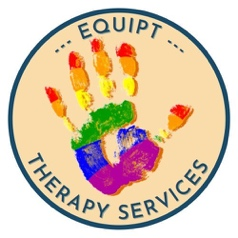 --- EQUIPT ---
THERAPY SERVICES